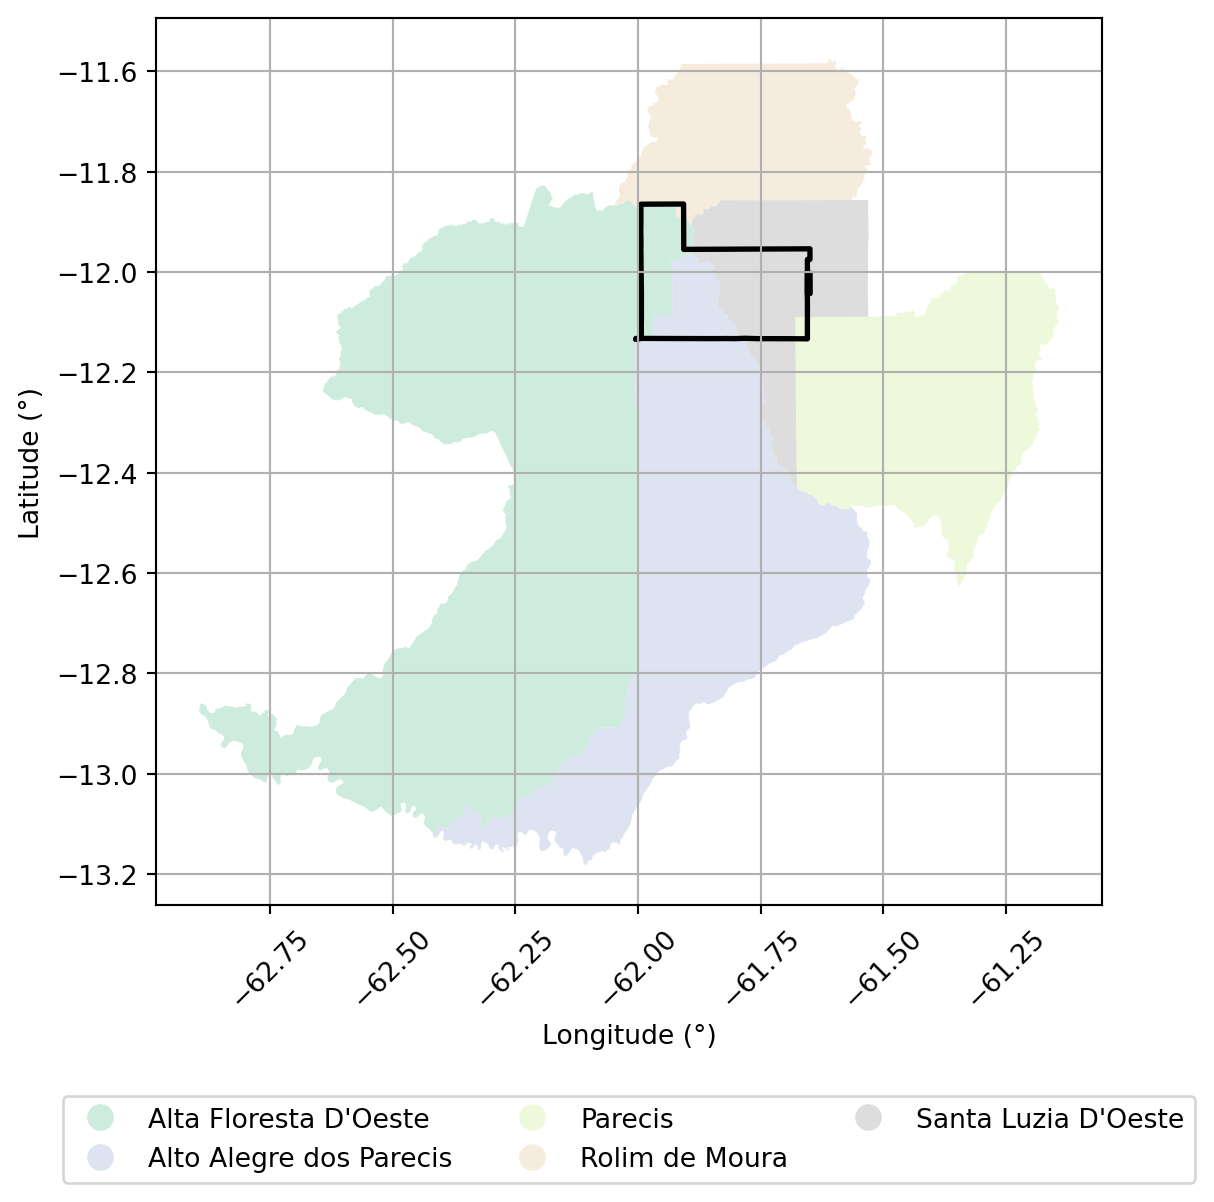 −11.6
−11.8
−12.0
−12.2
−12.4
−12.6
−12.8
−13.0
−13.2
Latitude (°)
−62.75
−62.50
−62.25
−62.00
−61.75
−61.50
−61.25
Longitude (°)
Alta Floresta D'Oeste
Alto Alegre dos Parecis
Parecis
Rolim de Moura
Santa Luzia D'Oeste